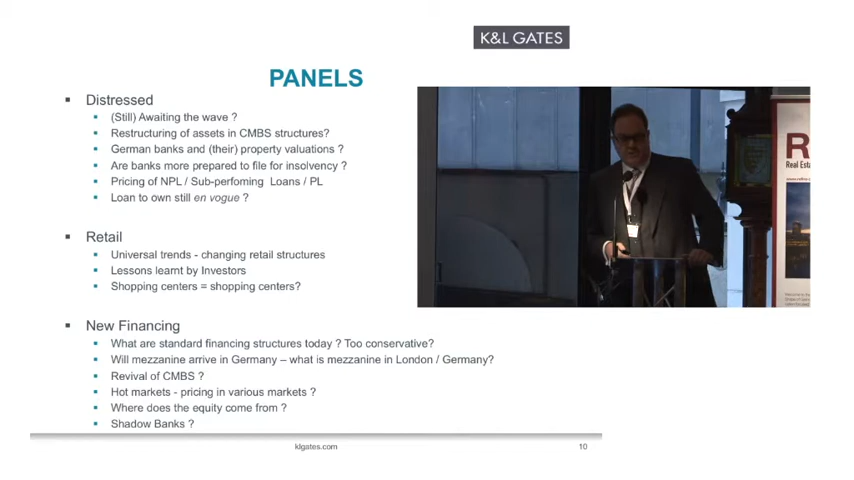 K&L GATES
PANELS
Distressed
(Still) Awaiting the wave ?
Restructuring of assets in CMBS structures?
German banks and (their) property valuations ?
Are banks more prepared to file for insolvency ?
Pricing of NPL / Sub-perfoming Loans / PL
Loan to own still en vogue ?
Retail
Universal trends - changing retail structures
Lessons learnt by Investors
Shopping centers = shopping centers?
New Financing
What are standard financing structures today ? Too conservative?
Will mezzanine arrive in Germany – what is mezzanine in London / Germany?
Revival of CMBS ?
Hot markets - pricing in various markets ?
Where does the equity come from ?
Shadow Banks ?
klgates.com
10
R
Real Esta